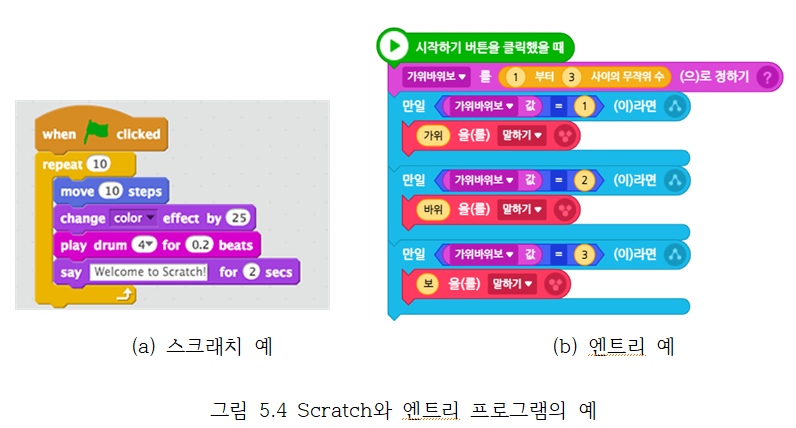 when clicked
repeat 10
move 10 steps
change color effect by 25
play drum 4 for 0.2 beats
say Welcome to Scratch! for 2 secs
(a) 스크래치 예
시작하기 버튼을 클릭했을 때
가위바위보 를 1 부터 3 사이의 무작위 수 (으)로 정하기 ?
만일 가위바위보 값 = 1 (이)라면
가위 을(를) 말하기
만일 가위바위보 값 = 2 (이)라면
바위 을(를) 말하기
만일 가위바위보 값 = 3 (이)라면
보 을(를) 말하기
(b) 엔트리 예
그림 5.4 Scratch와 엔트리 프로그램의 예